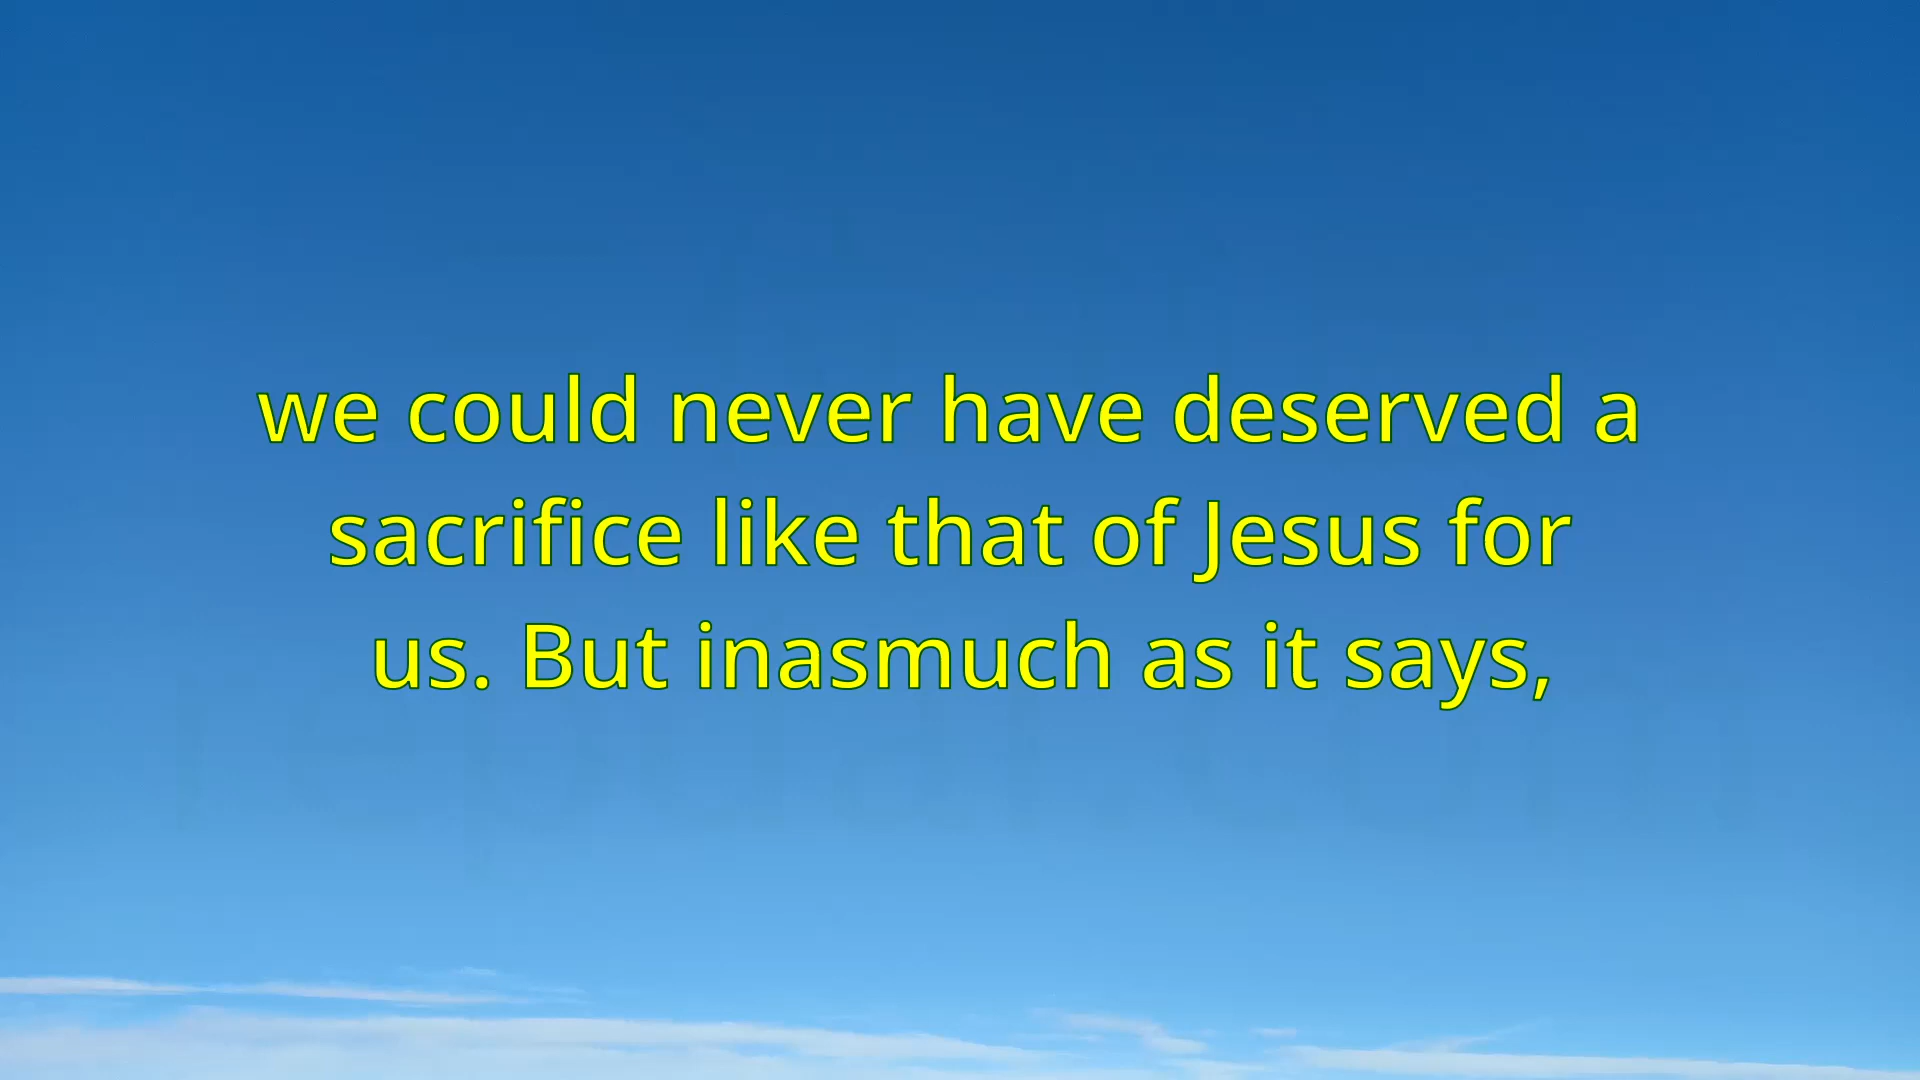 we could never have deserved a
sacrifice like that of Jesus for
us. But inasmuch as it says,